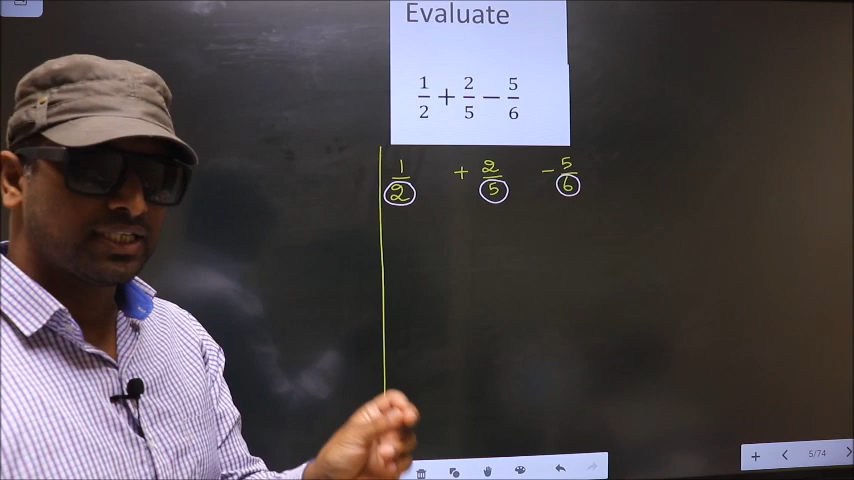 Evaluate
1/2 + 2/5 − 5/6
1/2 + 2/5 - 5/6
5/74